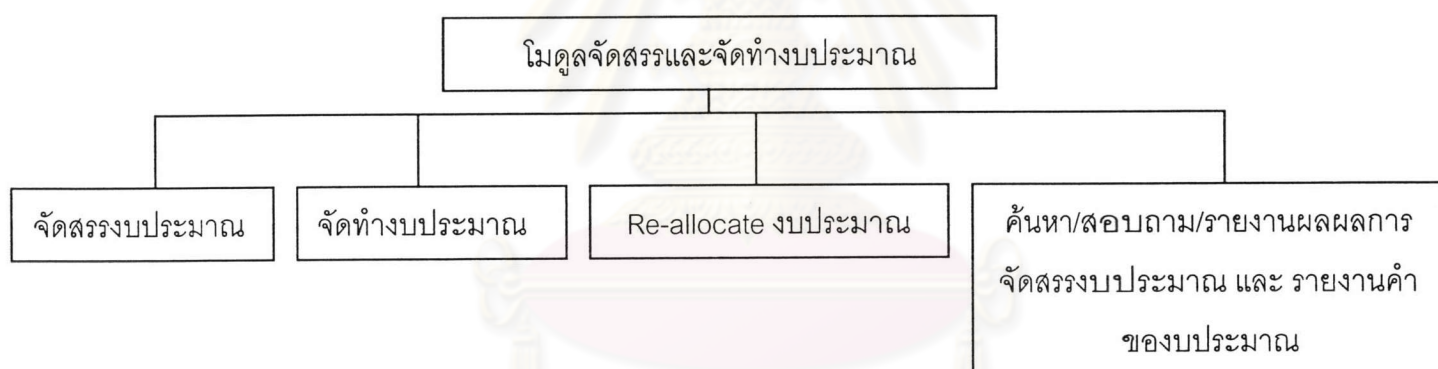 โมดูลจัดสรรและจัดทำงบประมาณ
จัดสรรงบประมาณ
จัดทำงบประมาณ
Re-allocate งบประมาณ
ค้นหา/สอบถาม/รายงานผลผลการ
จัดสรรงบประมาณ และ รายงานคำ
ของบประมาณ